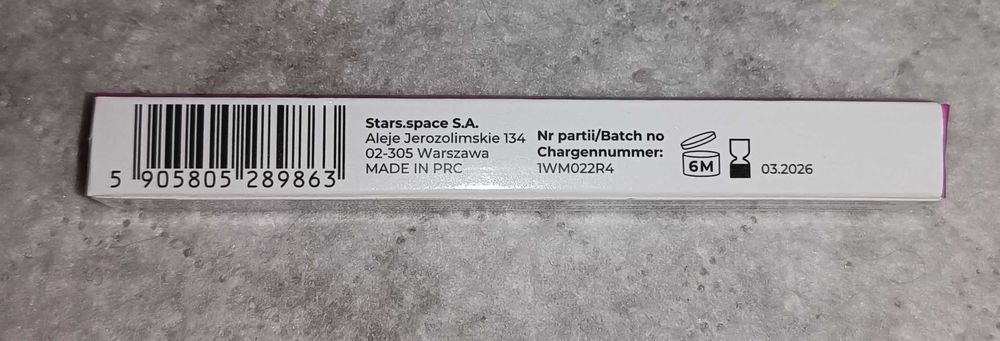 5 905805 289863
Stars.space S.A.
Aleje Jerozolimskie 134
02-305 Warszawa
MADE IN PRC
Nr partii/Batch no
Chargennummer:
1WM022R4
6M
03.2026